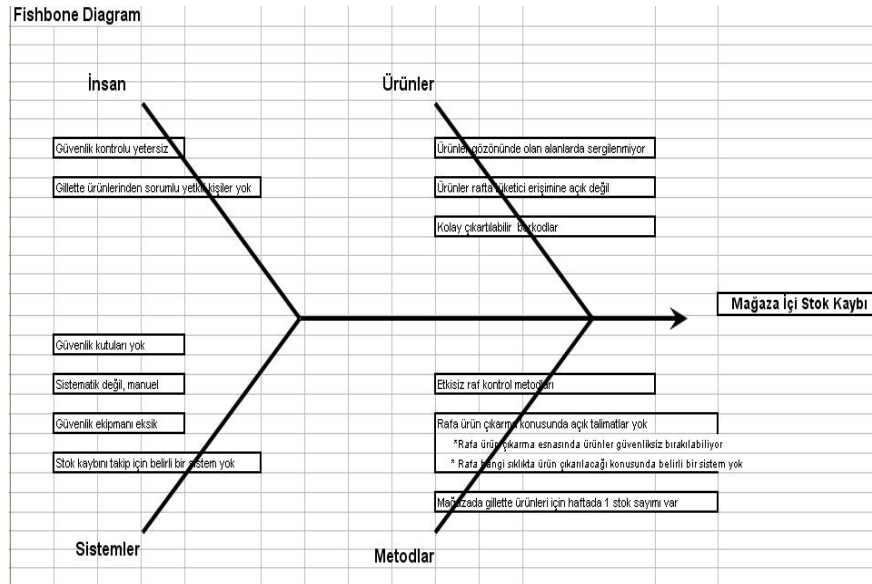 Fishbone Diagram
İnsan
Güvenlik kontrolu yetersiz
Gillette ürünlerinden sorumlu yetkili kişiler yok
Ürünler
Ürünler gözönünde olan alanlarda sergilenmiyor
Ürünler rafta tüketici erişimine açık değil
Kolay çıkartılabilir barkodlar
Mağaza İçi Stok Kaybı
Güvenlik kutuları yok
Sistematik değil, manuel
Güvenlik ekipmanı eksik
Stok kaybını takip için belirli bir sistem yok
Sistemler
Etkisiz raf kontrol metodları
Rafa ürün çıkarma konusunda açık talimatlar yok
*Rafa ürün çıkarma esnasında ürünler güvenliksiz bırakılabiliyor
* Rafa hangi sıklıkta ürün çıkarılacağı konusunda belirli bir sistem yok
Mağazada gillette ürünleri için haftada 1 stok sayımı var
Metodlar